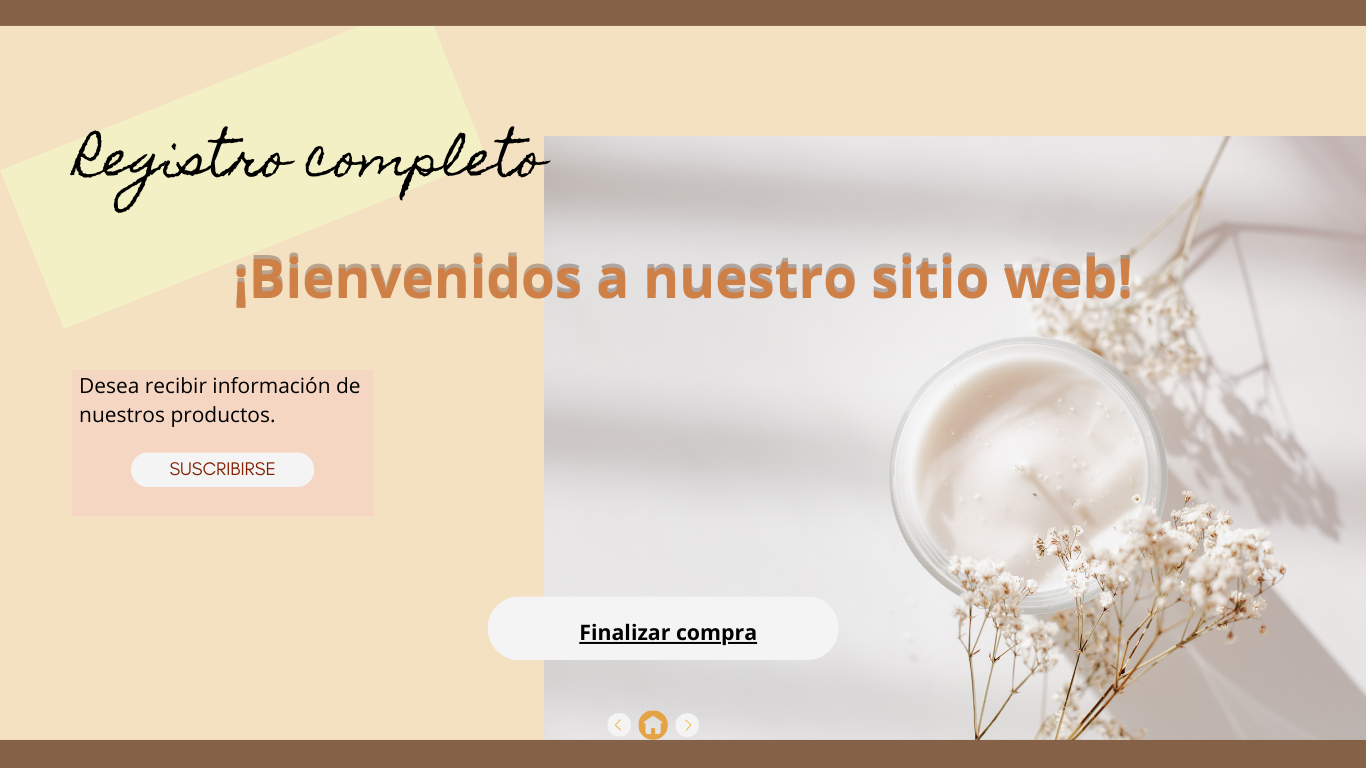 Registro completo
¡Bienvenidos a nuestro sitio web!
Desea recibir información de
nuestros productos.
SUSCRIBIRSE
Finalizar compra